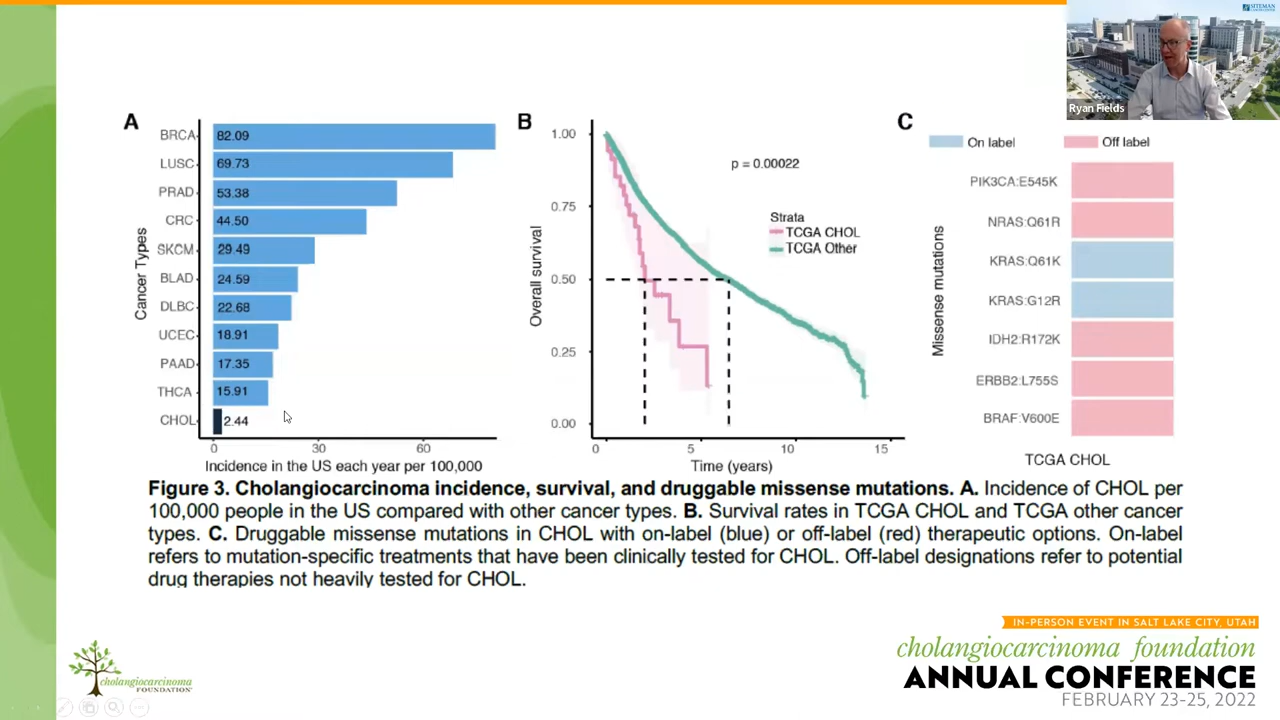 SITEMAN
Ryan Fields
A
BRCA 82.09
LUSC 69.73
PRAD 53.38
CRC 44.50
SKCM 29.49
BLAD 24.59
DLBC 22.68
UCEC 18.91
PAAD 17.35
THCA 15.91
CHOL 2.44
Cancer Types
0 30 60
Incidence in the US each year per 100,000
B
1.00
0.75
0.50
0.25
0.00
Overall survival
p = 0.00022
Strata
TCGA CHOL
TCGA Other
0 5 10 15
Time (years)
C
On label Off label
PIK3CA:E545K
NRAS:Q61R
KRAS:Q61K
KRAS:G12R
IDH2:R172K
ERBB2:L755S
BRAF:V600E
Missense mutations
TCGA CHOL
Figure 3. Cholangiocarcinoma incidence, survival, and druggable missense mutations. A. Incidence of CHOL per
100,000 people in the US compared with other cancer types. B. Survival rates in TCGA CHOL and TCGA other cancer
types. C. Druggable missense mutations in CHOL with on-label (blue) or off-label (red) therapeutic options. On-label
refers to mutation-specific treatments that have been clinically tested for CHOL. Off-label designations refer to potential
drug therapies not heavily tested for CHOL.
cholangiocarcinoma
FOUNDATION
IN-PERSON EVENT IN SALT LAKE CITY, UTAH
cholangiocarcinoma foundation
ANNUAL CONFERENCE
FEBRUARY 23-25, 2022